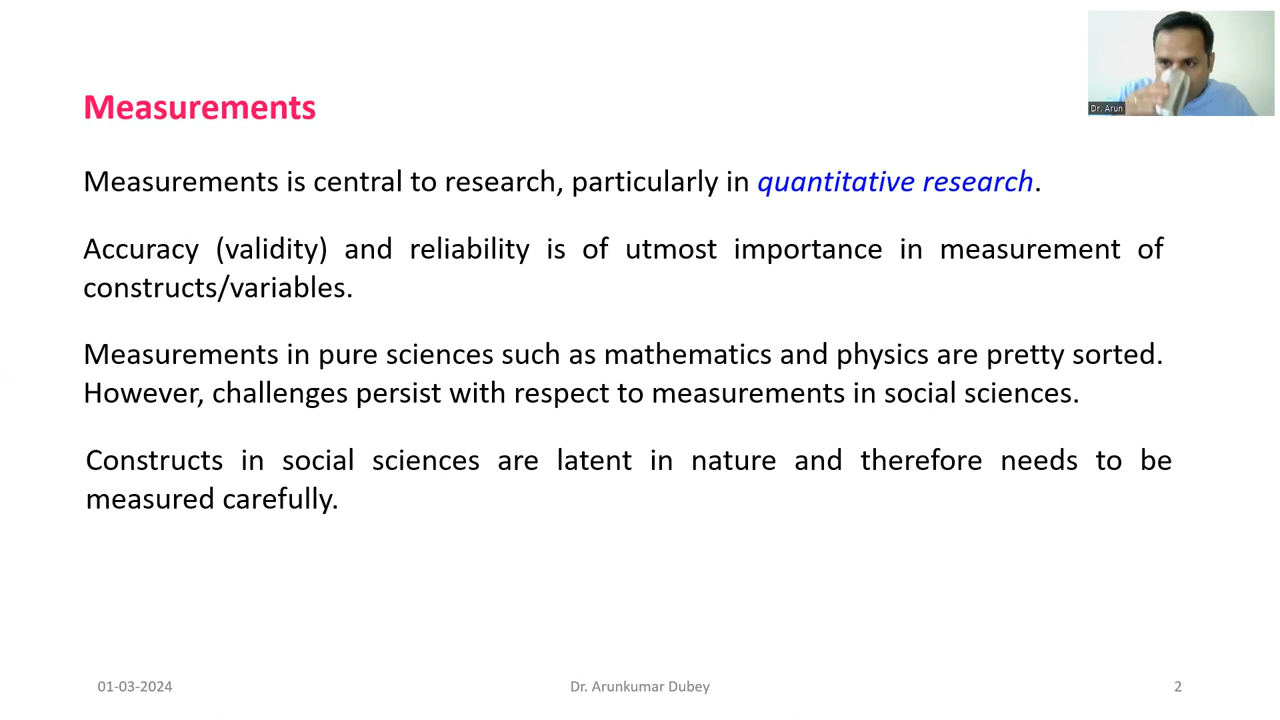 Measurements
Dr. Arun
Measurements is central to research, particularly in quantitative research.
Accuracy (validity) and reliability is of utmost importance in measurement of
constructs/variables.
Measurements in pure sciences such as mathematics and physics are pretty sorted.
However, challenges persist with respect to measurements in social sciences.
Constructs in social sciences are latent in nature and therefore needs to be
measured carefully.
01-03-2024
Dr. Arunkumar Dubey
2